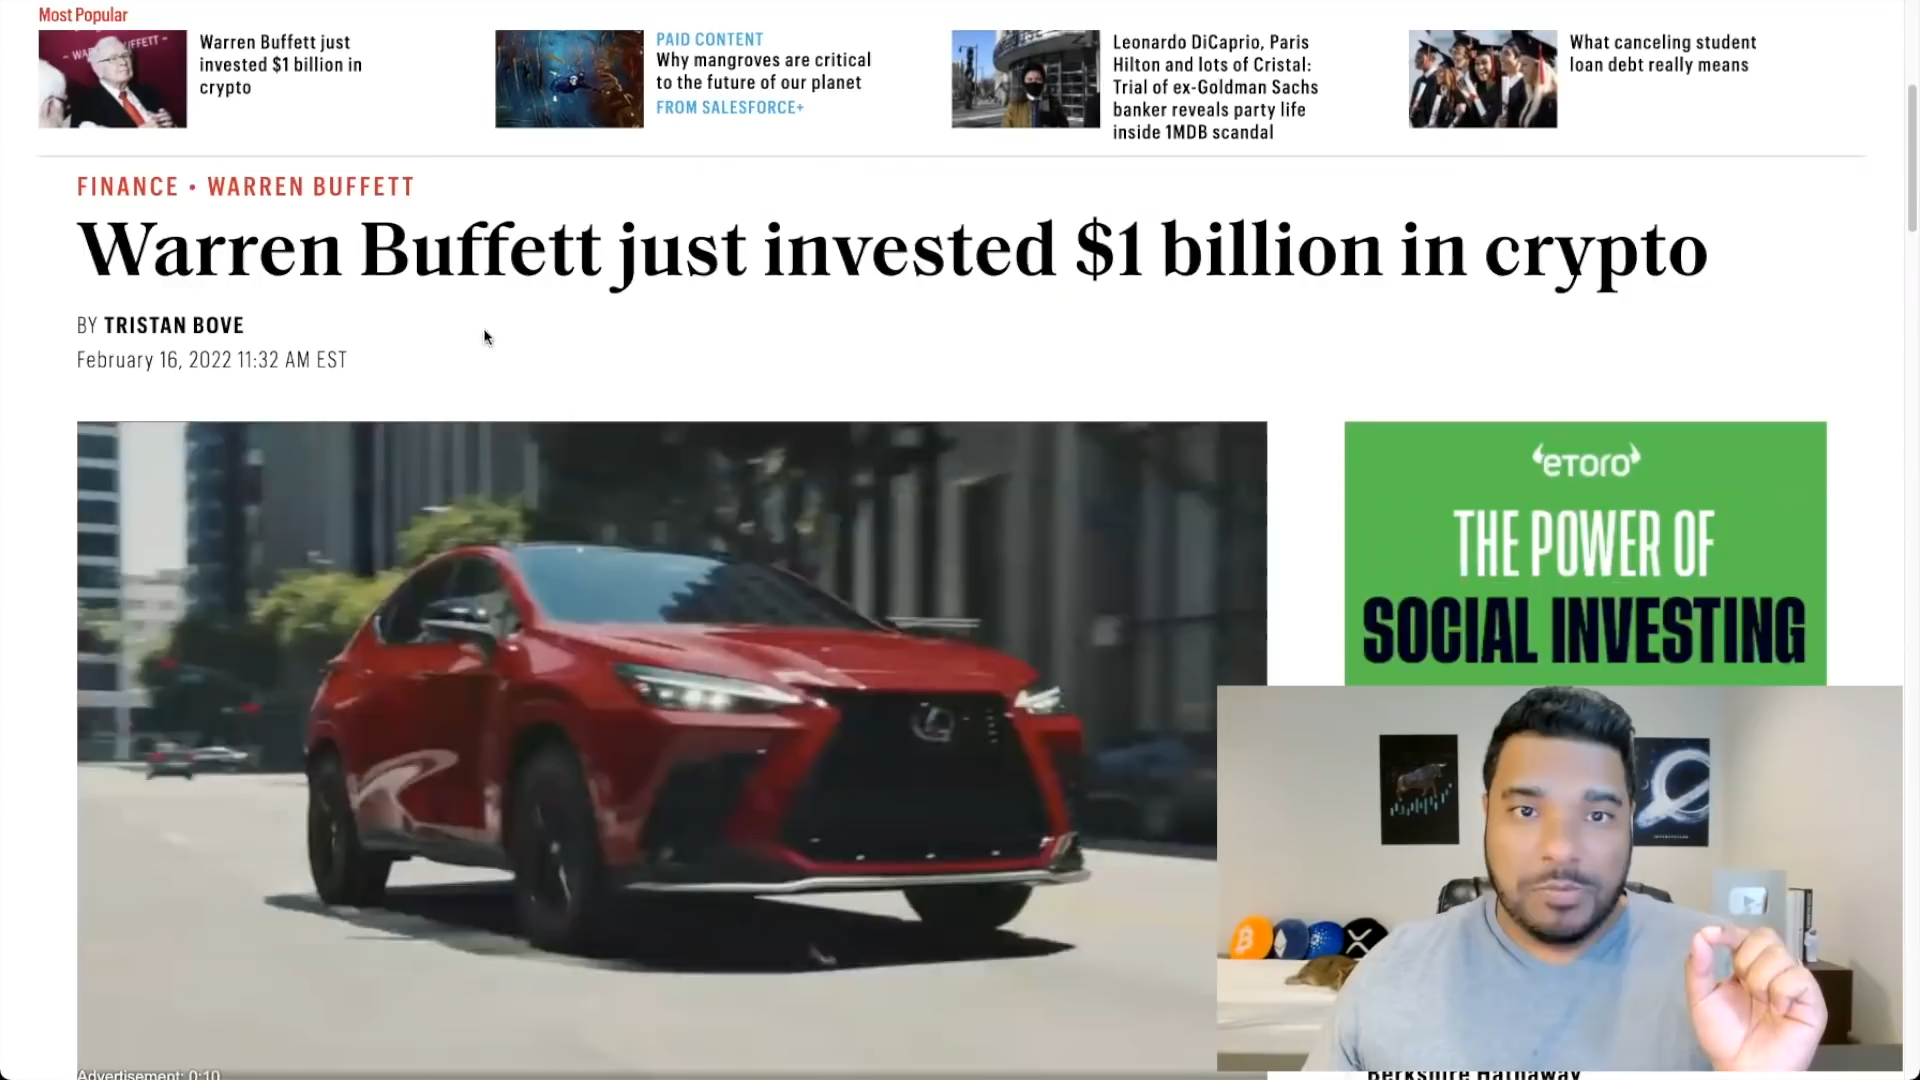 Most Popular
WARREN BUFFETT
Warren Buffett just
invested $1 billion in
crypto
PAID CONTENT
Why mangroves are critical
to the future of our planet
FROM SALESFORCE+
Leonardo DiCaprio, Paris
Hilton and lots of Cristal:
Trial of ex-Goldman Sachs
banker reveals party life
inside 1MDB scandal
What canceling student
loan debt really means
FINANCE • WARREN BUFFETT
Warren Buffett just invested $1 billion in crypto
BY TRISTAN BOVE
February 16, 2022 11:32 AM EST
eToro
THE POWER OF
SOCIAL INVESTING
Advertisement: 0:10
Berkshire Hathaway